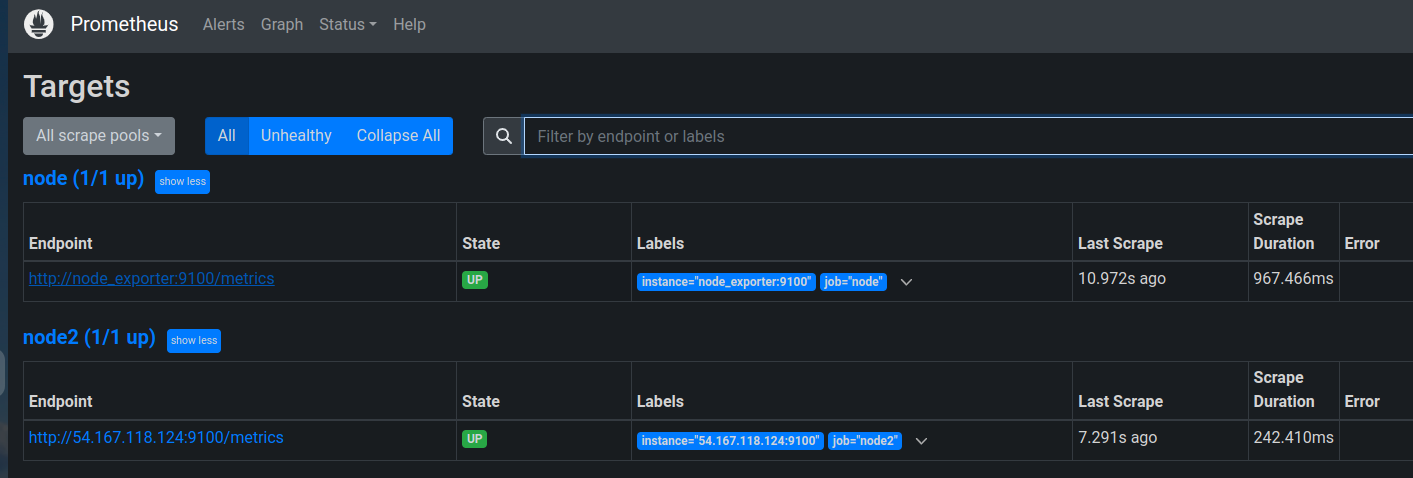 Prometheus Alerts Graph Status Help
Targets
All scrape pools All Unhealthy Collapse All Filter by endpoint or labels
node (1/1 up) show less
Endpoint State Labels Last Scrape Scrape Duration Error
http://node_exporter:9100/metrics UP instance="node_exporter:9100" job="node" 10.972s ago 967.466ms
node2 (1/1 up) show less
Endpoint State Labels Last Scrape Scrape Duration Error
http://54.167.118.124:9100/metrics UP instance="54.167.118.124:9100" job="node2" 7.291s ago 242.410ms